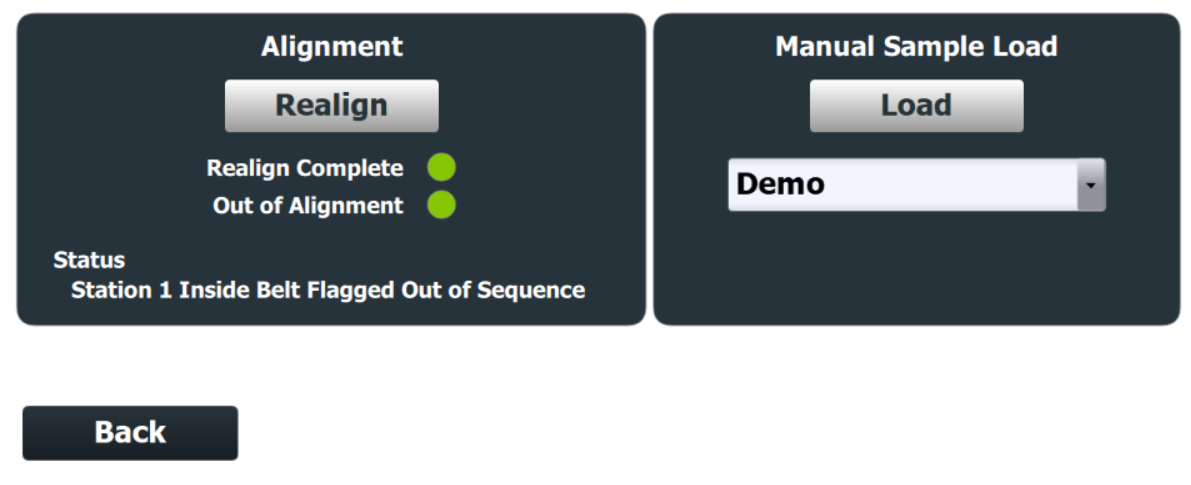 Alignment
Realign
Realign Complete
Out of Alignment
Status
Station 1 Inside Belt Flagged Out of Sequence
Manual Sample Load
Load
Demo
Back